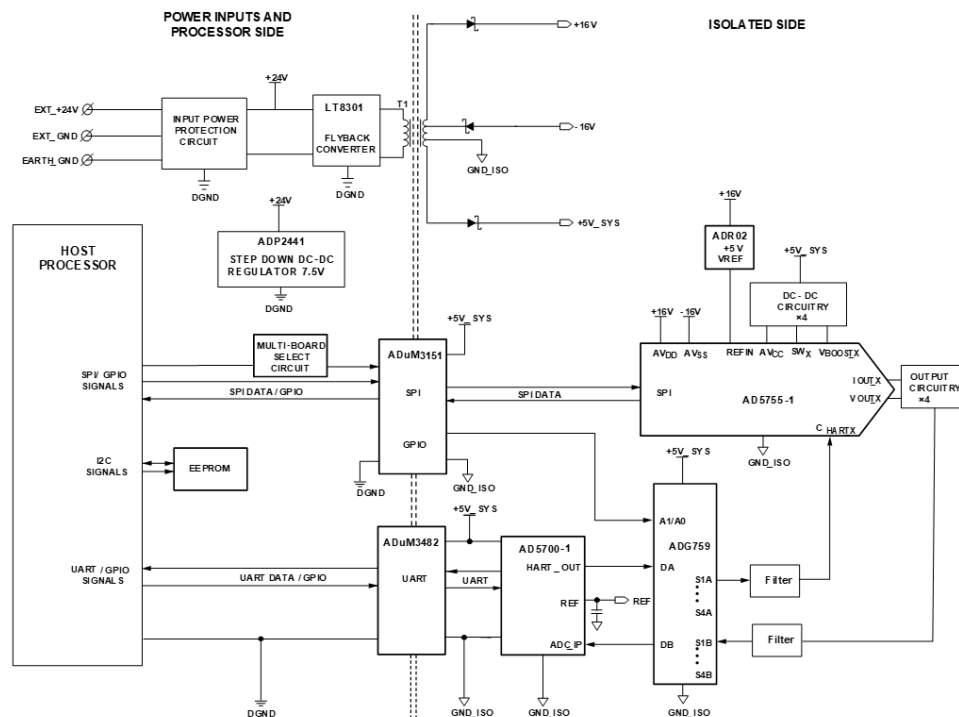 POWER INPUTS AND
PROCESSOR SIDE
ISOLATED SIDE
+16V
+24V
EXT_+24V
EXT_GND
EARTH_GND
INPUT POWER
PROTECTION
CIRCUIT
LT8301
FLYBACK
CONVERTER
T1
-16V
GND_ISO
DGND
DGND
+5V_SYS
+24V
ADP2441
STEP DOWN DC-DC
REGULATOR 7.5V
DGND
HOST
PROCESSOR
+16V
ADR02
+5 V
VREF
+5V_SYS
DC-DC
CIRCUITRY
×4
+16V
-16V
+5V_SYS
MULTI-BOARD
SELECT
CIRCUIT
ADuM3151
SPI
GPIO
SPI/ GPIO
SIGNALS
SPI DATA / GPIO
SPI DATA
AVDD
AVSS
REFIN
AVCC
SWX
VBOOST_X
SPI
AD5755-1
IOUT_X
VOUT_X
CHARTX
OUTPUT
CIRCUITRY
×4
GND_ISO
I2C
SIGNALS
EEPROM
DGND
GND_ISO
+5V_SYS
+5V_SYS
ADuM3482
UART
UART / GPIO
SIGNALS
UART DATA / GPIO
UART
AD5700-1
HART_OUT
REF
REF
ADC_IP
A1/A0
ADG759
DA
S1A
S4A
DB
S1B
S4B
Filter
Filter
DGND
GND_ISO
GND_ISO
GND_ISO